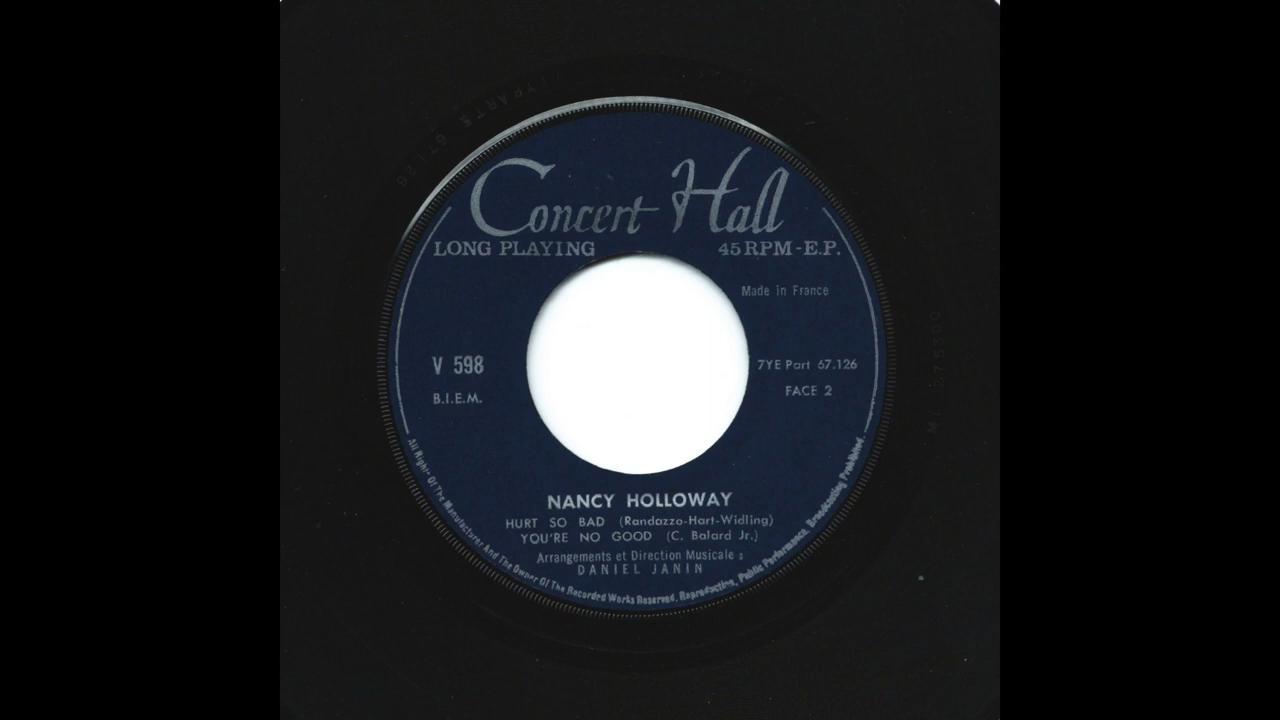 Concert Hall
LONG PLAYING 45 RPM - E.P.
Made in France
V 598
7YE Part 67.126
B.I.E.M.
FACE 2
NANCY HOLLOWAY
HURT SO BAD (Randazzo-Hart-Widling)
YOU'RE NO GOOD (C. Balard Jr.)
Arrangements et Direction Musicale :
DANIEL JANIN
All Right- Of The Manufacturer And The Owner Of The Recorded Works Reserved. Reproduction, Public Performance, Broadcasting Prohibited.